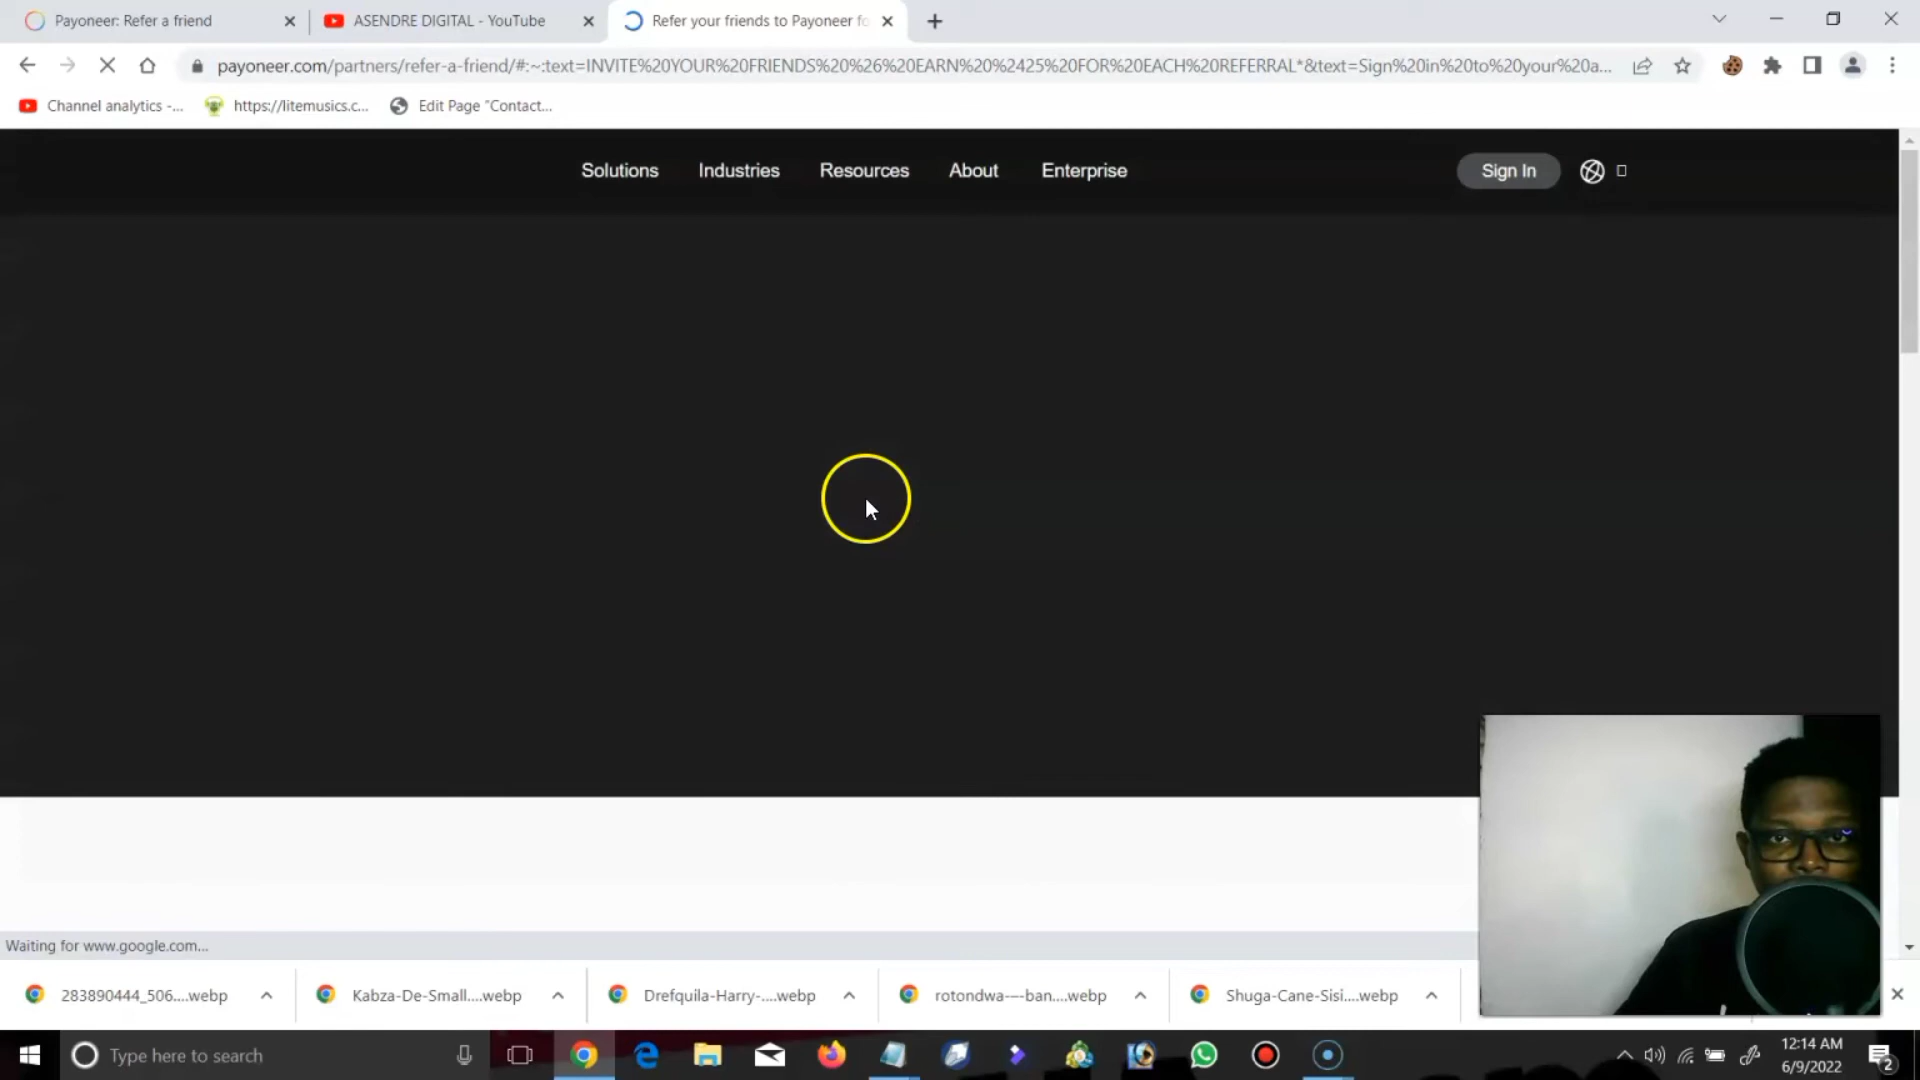 Payoneer: Refer a friend
ASENDRE DIGITAL - YouTube
Refer your friends to Payoneer fo
payoneer.com/partners/refer-a-friend/#:~:text=INVITE%20YOUR%20FRIENDS%20%26%20EARN%20%2425%20FOR%20EACH%20REFERRAL*&text=Sign%20in%20to%20your%20a...
Channel analytics -...
https://litemusics.c...
Edit Page "Contact...
Solutions
Industries
Resources
About
Enterprise
Sign In
Waiting for www.google.com...
283890444_506....webp
Kabza-De-Small....webp
Drefquila-Harry-....webp
rotondwa-–-ban....webp
Shuga-Cane-Sisi....webp
Type here to search
12:14 AM
6/9/2022
2